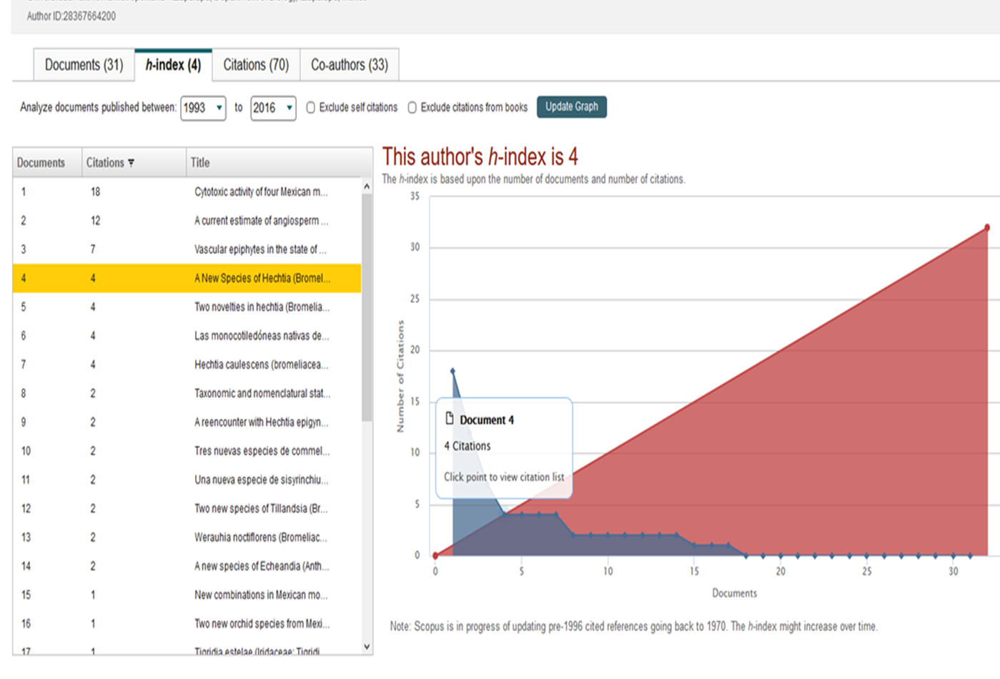 Author ID:28367664200
Documents (31) h-index (4) Citations (70) Co-authors (33)
Analyze documents published between: 1993 to 2016 Exclude self citations Exclude citations from books Update Graph
Documents Citations Title
1 18 Cytotoxic activity of four Mexican m...
2 12 A current estimate of angiosperm ...
3 7 Vascular epiphytes in the state of ...
4 4 A New Species of Hechtia (Bromel...
5 4 Two novelties in hechtia (Bromelia...
6 4 Las monocotiledóneas nativas de...
7 4 Hechtia caulescens (bromeliacea...
8 2 Taxonomic and nomenclatural stat...
9 2 A reencounter with Hechtia epigyn...
10 2 Tres nuevas especies de commel...
11 2 Una nueva especie de sisyrinchiu...
12 2 Two new species of Tillandsia (Br...
13 2 Werauhia noctiflorens (Bromeliac...
14 2 A new species of Echeandia (Anth...
15 1 New combinations in Mexican mo...
16 1 Two new orchid species from Mexi...
17 1 Tigridia estelae (Iridaceae: Tigridi
This author's h-index is 4
The h-index is based upon the number of documents and number of citations.
35
30
25
20
15
10
5
0
Number of Citations
Document 4
4 Citations
Click point to view citation list
0 5 10 15 20 25 30
Documents
Note: Scopus is in progress of updating pre-1996 cited references going back to 1970. The h-index might increase over time.